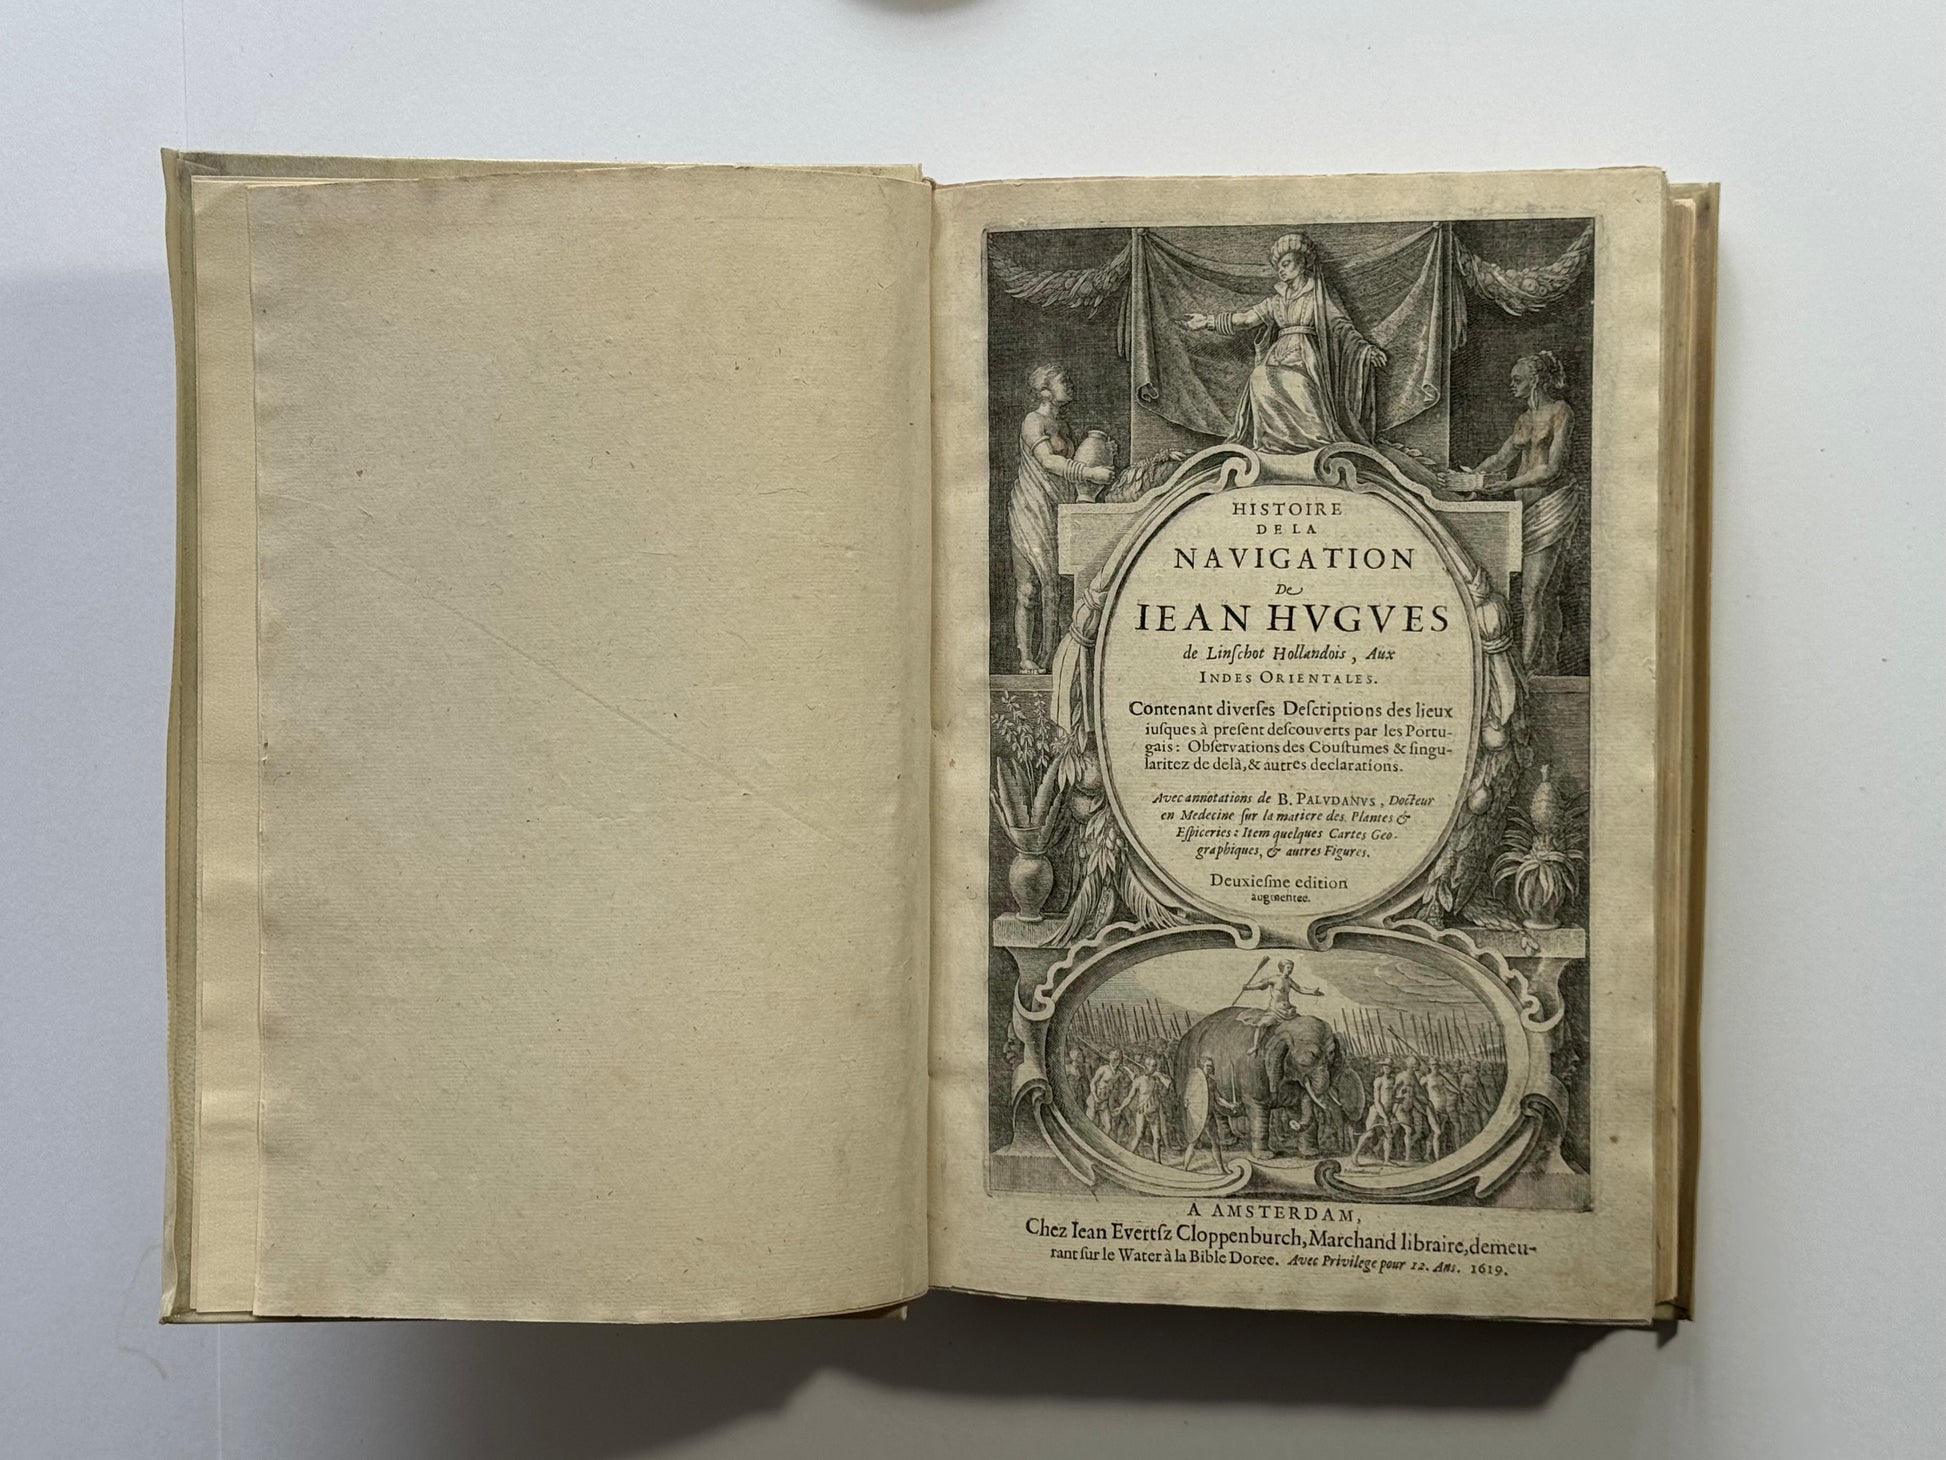 HISTOIRE
DE LA
NAVIGATION
De
IEAN HVGVES
de Linſchot Hollandois, Aux
INDES ORIENTALES.
Contenant diverſes Deſcriptions des lieux
iuſques à preſent deſcouverts par les Portu-
gais: Obſervations des Couſtumes & ſingu-
laritez de delà, & autres declarations.
Avec annotations de B. PALVDANVS, Docteur
en Medecine ſur la matiere des Plantes &
Eſpiceries: Item quelques Cartes Geo-
graphiques, & autres Figures.
Deuxieſme edition
augmentee.
A AMSTERDAM,
Chez Iean Evertſz Cloppenburch, Marchand libraire, demeu-
rant ſur le Water à la Bible Doree. Avec Privilege pour 12. Ans. 1619.